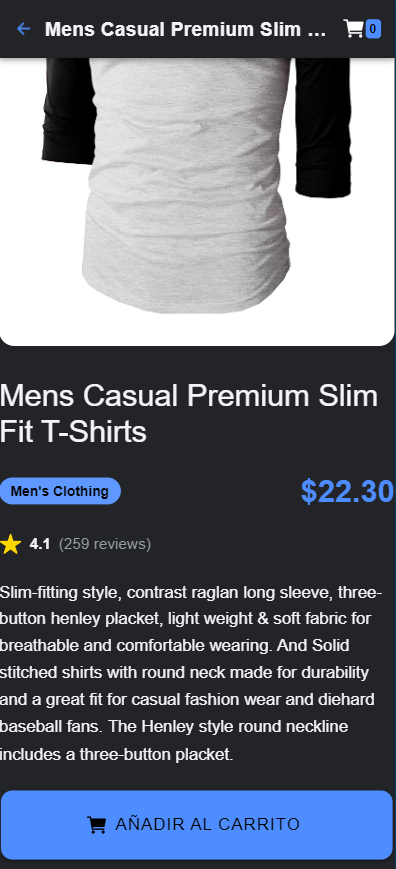 Mens Casual Premium Slim ...
0
Mens Casual Premium Slim
Fit T-Shirts
Men's Clothing
$22.30
4.1 (259 reviews)
Slim-fitting style, contrast raglan long sleeve, three-
button henley placket, light weight & soft fabric for
breathable and comfortable wearing. And Solid
stitched shirts with round neck made for durability
and a great fit for casual fashion wear and diehard
baseball fans. The Henley style round neckline
includes a three-button placket.
AÑADIR AL CARRITO